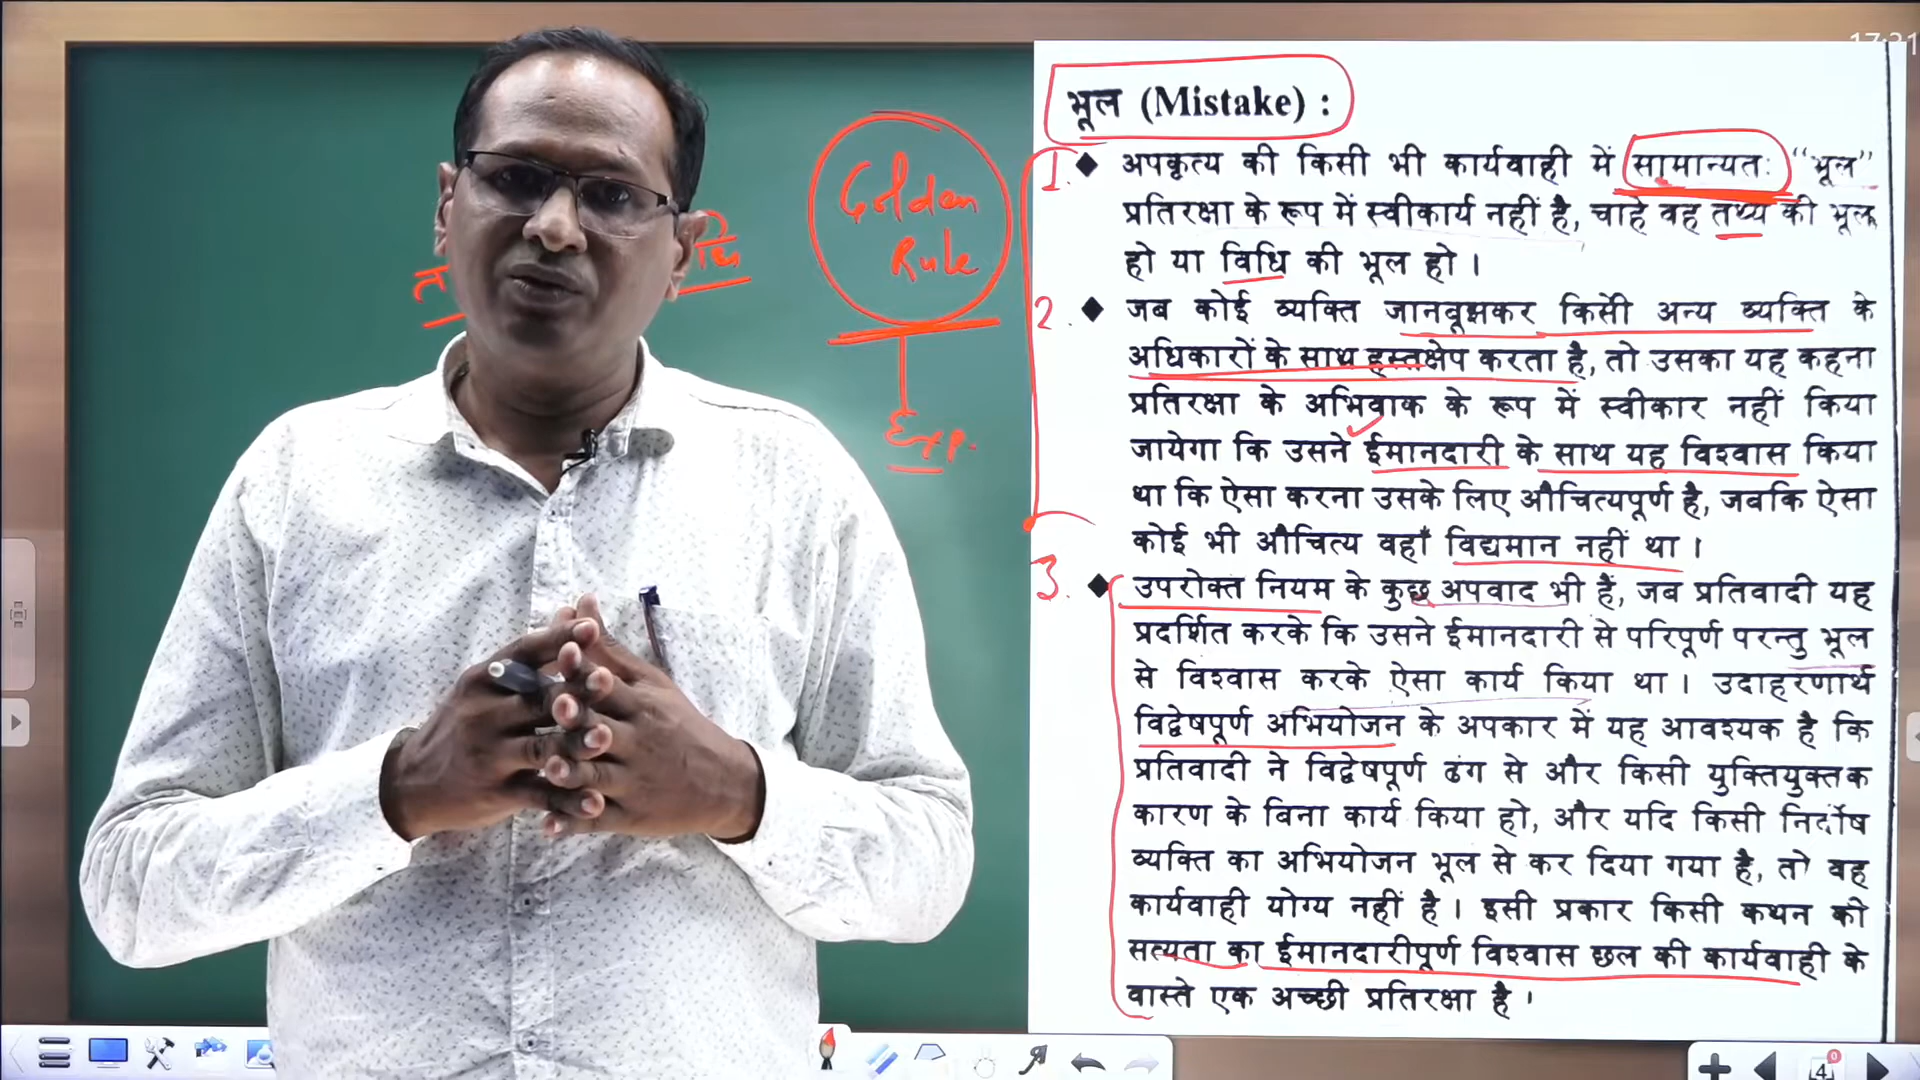 भूल (Mistake) :
1. ◆ अपकृत्य की किसी भी कार्यवाही में सामान्यतः “भूल”
प्रतिरक्षा के रूप में स्वीकार्य नहीं है, चाहे वह तथ्य की भूल
हो या विधि की भूल हो ।
2. ◆ जब कोई व्यक्ति जानबूझकर किसी अन्य व्यक्ति के
अधिकारों के साथ हस्तक्षेप करता है, तो उसका यह कहना
प्रतिरक्षा के अभिवाक के रूप में स्वीकार नहीं किया
जायेगा कि उसने ईमानदारी के साथ यह विश्वास किया
था कि ऐसा करना उसके लिए औचित्यपूर्ण है, जबकि ऐसा
कोई भी औचित्य वहाँ विद्यमान नहीं था ।
3. ◆ उपरोक्त नियम के कुछ अपवाद भी हैं, जब प्रतिवादी यह
प्रदर्शित करके कि उसने ईमानदारी से परिपूर्ण परन्तु भूल
से विश्वास करके ऐसा कार्य किया था । उदाहरणार्थ
विद्वेषपूर्ण अभियोजन के अपकार में यह आवश्यक है कि
प्रतिवादी ने विद्वेषपूर्ण ढंग से और किसी युक्तियुक्तक
कारण के बिना कार्य किया हो, और यदि किसी निर्दोष
व्यक्ति का अभियोजन भूल से कर दिया गया है, तो वह
कार्यवाही योग्य नहीं है । इसी प्रकार किसी कथन की
सत्यता का ईमानदारीपूर्ण विश्वास छल की कार्यवाही के
वास्ते एक अच्छी प्रतिरक्षा है ।
Golden
Rule
Exp.
4
0